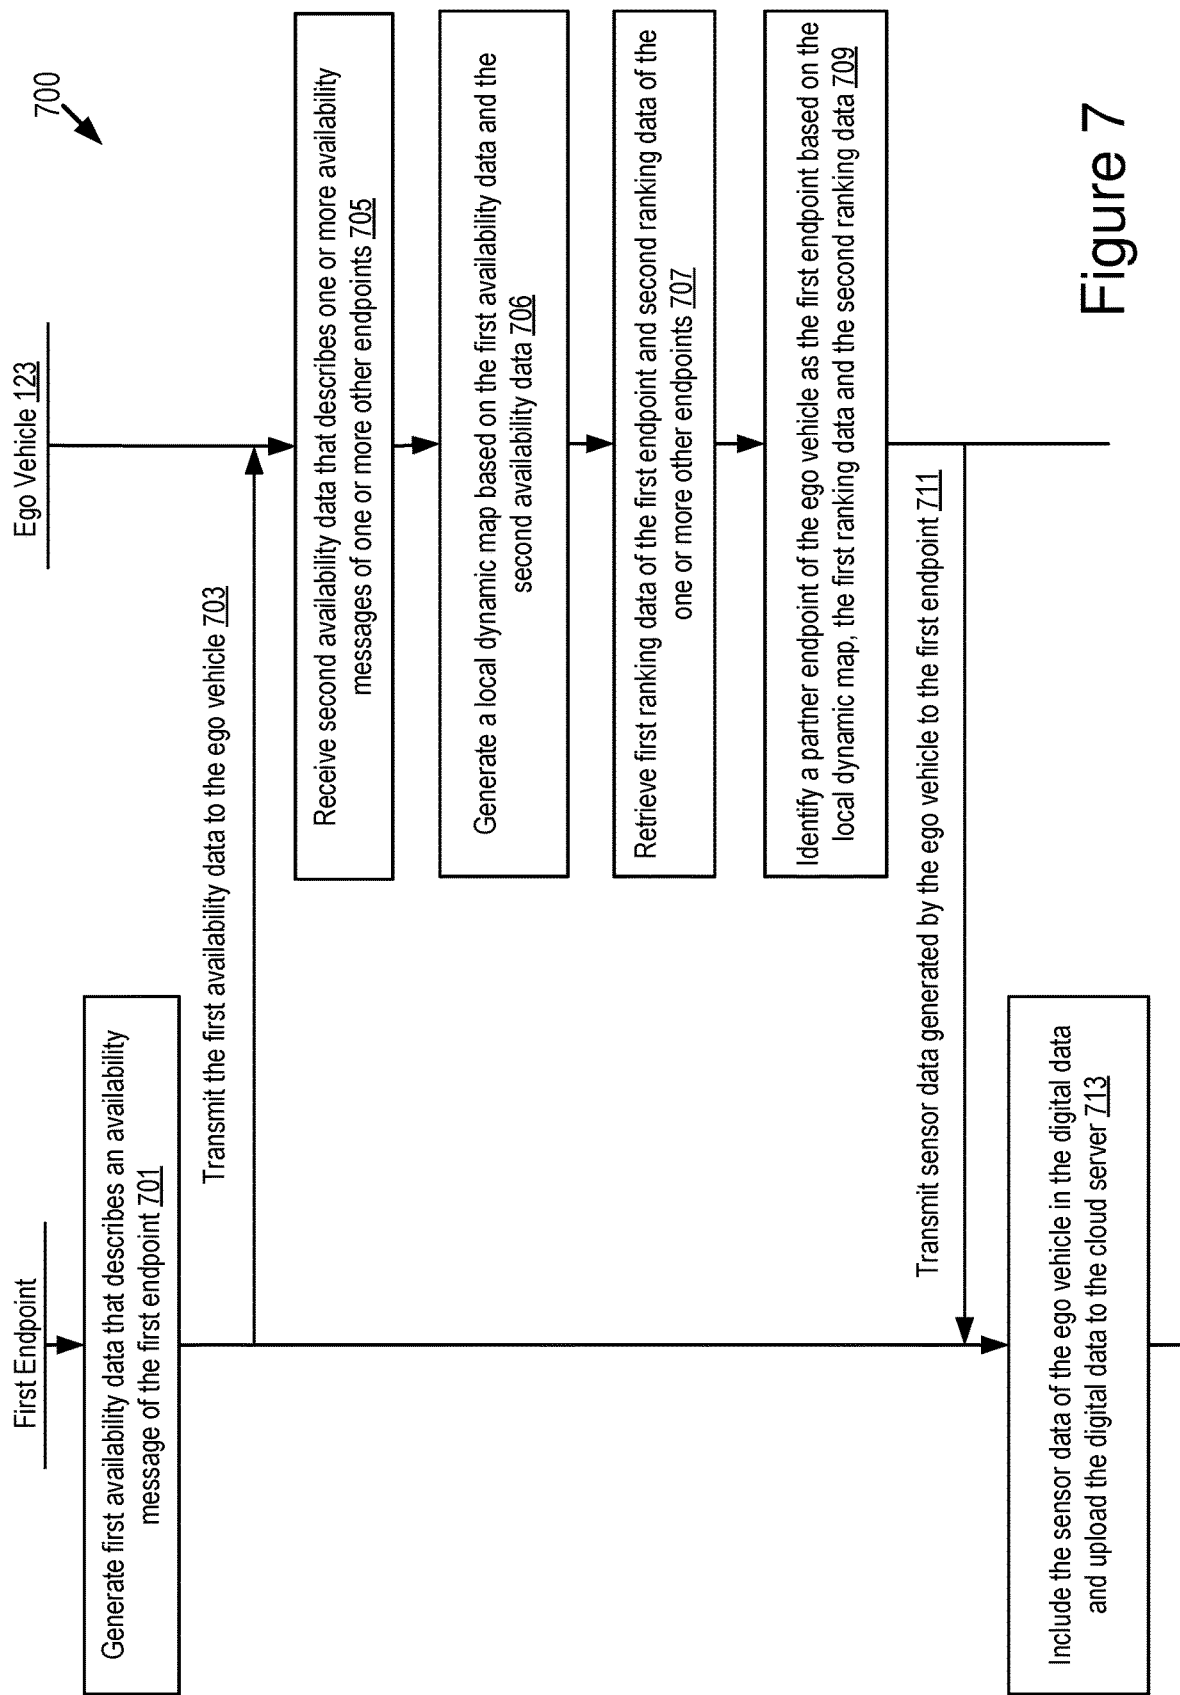 700
First Endpoint
Ego Vehicle 123
Generate first availability data that describes an availability
message of the first endpoint 701
Transmit the first availability data to the ego vehicle 703
Receive second availability data that describes one or more availability
messages of one or more other endpoints 705
Generate a local dynamic map based on the first availability data and the
second availability data 706
Retrieve first ranking data of the first endpoint and second ranking data of the
one or more other endpoints 707
Identify a partner endpoint of the ego vehicle as the first endpoint based on the
local dynamic map, the first ranking data and the second ranking data 709
Transmit sensor data generated by the ego vehicle to the first endpoint 711
Include the sensor data of the ego vehicle in the digital data
and upload the digital data to the cloud server 713
Figure 7